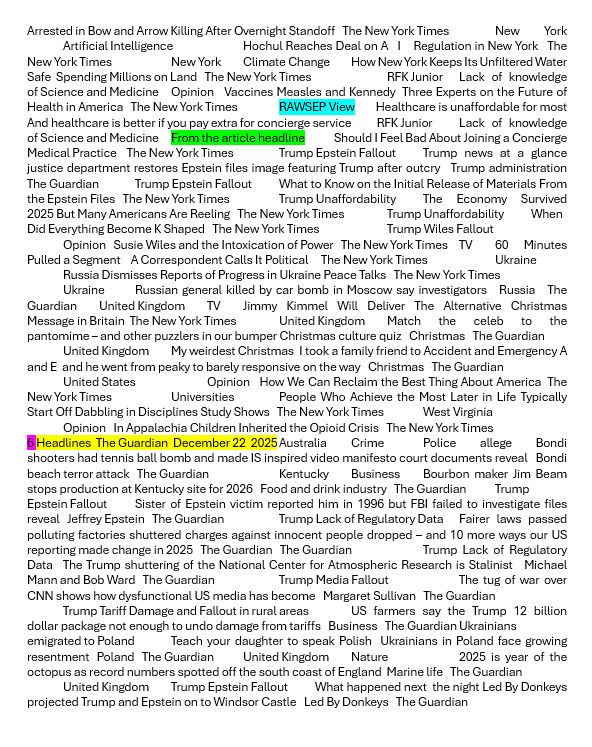 Arrested in Bow and Arrow Killing After Overnight Standoff The New York Times New York
Artificial Intelligence Hochul Reaches Deal on A I Regulation in New York The
New York Times New York Climate Change How New York Keeps Its Unfiltered Water
Safe Spending Millions on Land The New York Times RFK Junior Lack of knowledge
of Science and Medicine Opinion Vaccines Measles and Kennedy Three Experts on the Future of
Health in America The New York Times RAWSEP View Healthcare is unaffordable for most
And healthcare is better if you pay extra for concierge service RFK Junior Lack of knowledge
of Science and Medicine From the article headline Should I Feel Bad About Joining a Concierge
Medical Practice The New York Times Trump Epstein Fallout Trump news at a glance
justice department restores Epstein files image featuring Trump after outcry Trump administration
The Guardian Trump Epstein Fallout What to Know on the Initial Release of Materials From
the Epstein Files The New York Times Trump Unaffordability The Economy Survived
2025 But Many Americans Are Reeling The New York Times Trump Unaffordability When
Did Everything Become K Shaped The New York Times Trump Wiles Fallout
Opinion Susie Wiles and the Intoxication of Power The New York Times TV 60 Minutes
Pulled a Segment A Correspondent Calls It Political The New York Times Ukraine
Russia Dismisses Reports of Progress in Ukraine Peace Talks The New York Times
Ukraine Russian general killed by car bomb in Moscow say investigators Russia The
Guardian United Kingdom TV Jimmy Kimmel Will Deliver The Alternative Christmas
Message in Britain The New York Times United Kingdom Match the celeb to the
pantomime – and other puzzlers in our bumper Christmas culture quiz Christmas The Guardian
United Kingdom My weirdest Christmas I took a family friend to Accident and Emergency A
and E and he went from peaky to barely responsive on the way Christmas The Guardian
United States Opinion How We Can Reclaim the Best Thing About America The
New York Times Universities People Who Achieve the Most Later in Life Typically
Start Off Dabbling in Disciplines Study Shows The New York Times West Virginia
Opinion In Appalachia Children Inherited the Opioid Crisis The New York Times
6 Headlines The Guardian December 22 2025 Australia Crime Police allege Bondi
shooters had tennis ball bomb and made IS inspired video manifesto court documents reveal Bondi
beach terror attack The Guardian Kentucky Business Bourbon maker Jim Beam
stops production at Kentucky site for 2026 Food and drink industry The Guardian Trump
Epstein Fallout Sister of Epstein victim reported him in 1996 but FBI failed to investigate files
reveal Jeffrey Epstein The Guardian Trump Lack of Regulatory Data Fairer laws passed
polluting factories shuttered charges against innocent people dropped – and 10 more ways our US
reporting made change in 2025 The Guardian The Guardian Trump Lack of Regulatory
Data The Trump shuttering of the National Center for Atmospheric Research is Stalinist Michael
Mann and Bob Ward The Guardian Trump Media Fallout The tug of war over
CNN shows how dysfunctional US media has become Margaret Sullivan The Guardian
Trump Tariff Damage and Fallout in rural areas US farmers say the Trump 12 billion
dollar package not enough to undo damage from tariffs Business The Guardian Ukrainians
emigrated to Poland Teach your daughter to speak Polish Ukrainians in Poland face growing
resentment Poland The Guardian United Kingdom Nature 2025 is year of the
octopus as record numbers spotted off the south coast of England Marine life The Guardian
United Kingdom Trump Epstein Fallout What happened next the night Led By Donkeys
projected Trump and Epstein on to Windsor Castle Led By Donkeys The Guardian